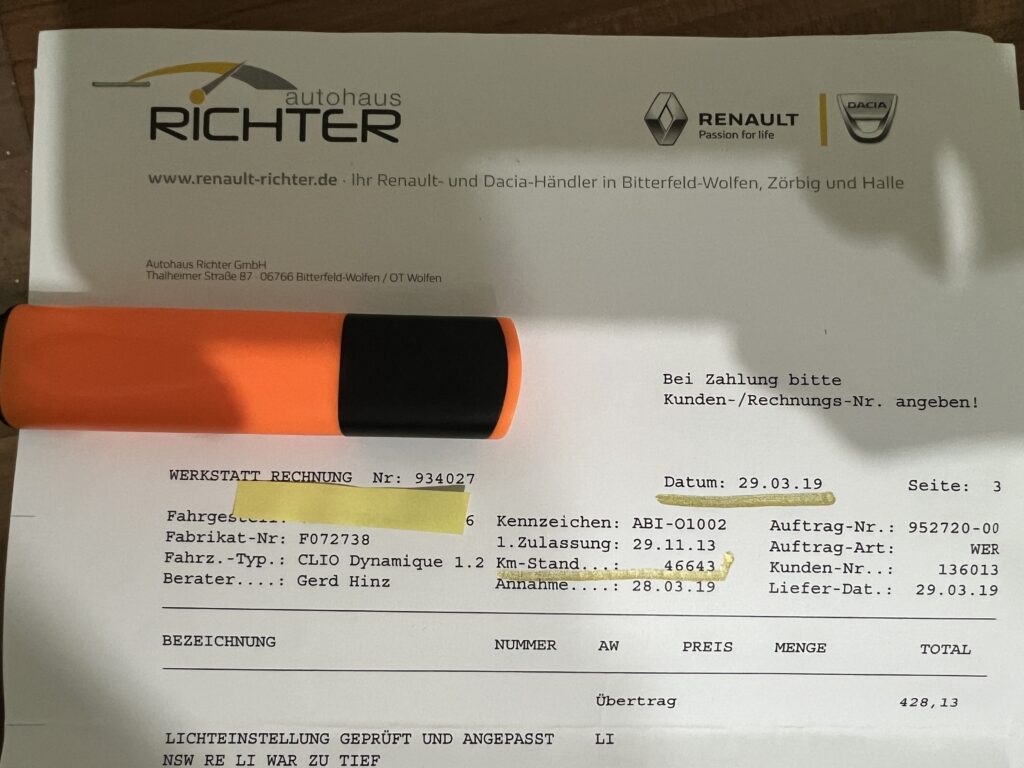 autohaus
RICHTER
RENAULT
Passion for life
DACIA
www.renault-richter.de · Ihr Renault- und Dacia-Händler in Bitterfeld-Wolfen, Zörbig und Halle
Autohaus Richter GmbH
Thalheimer Straße 87 · 06766 Bitterfeld-Wolfen / OT Wolfen
Bei Zahlung bitte
Kunden-/Rechnungs-Nr. angeben!
WERKSTATT RECHNUNG Nr: 934027 Datum: 29.03.19 Seite: 3
6 Kennzeichen: ABI-O1002 Auftrag-Nr.: 952720-00
Fabrikat-Nr: F072738 1.Zulassung: 29.11.13 Auftrag-Art: WER
Fahrz.-Typ.: CLIO Dynamique 1.2 Km-Stand...: 46643 Kunden-Nr..: 136013
Berater....: Gerd Hinz Annahme....: 28.03.19 Liefer-Dat.: 29.03.19
BEZEICHNUNG NUMMER AW PREIS MENGE TOTAL
Übertrag 428,13
LICHTEINSTELLUNG GEPRÜFT UND ANGEPASST LI
NSW RE LI WAR ZU TIEF